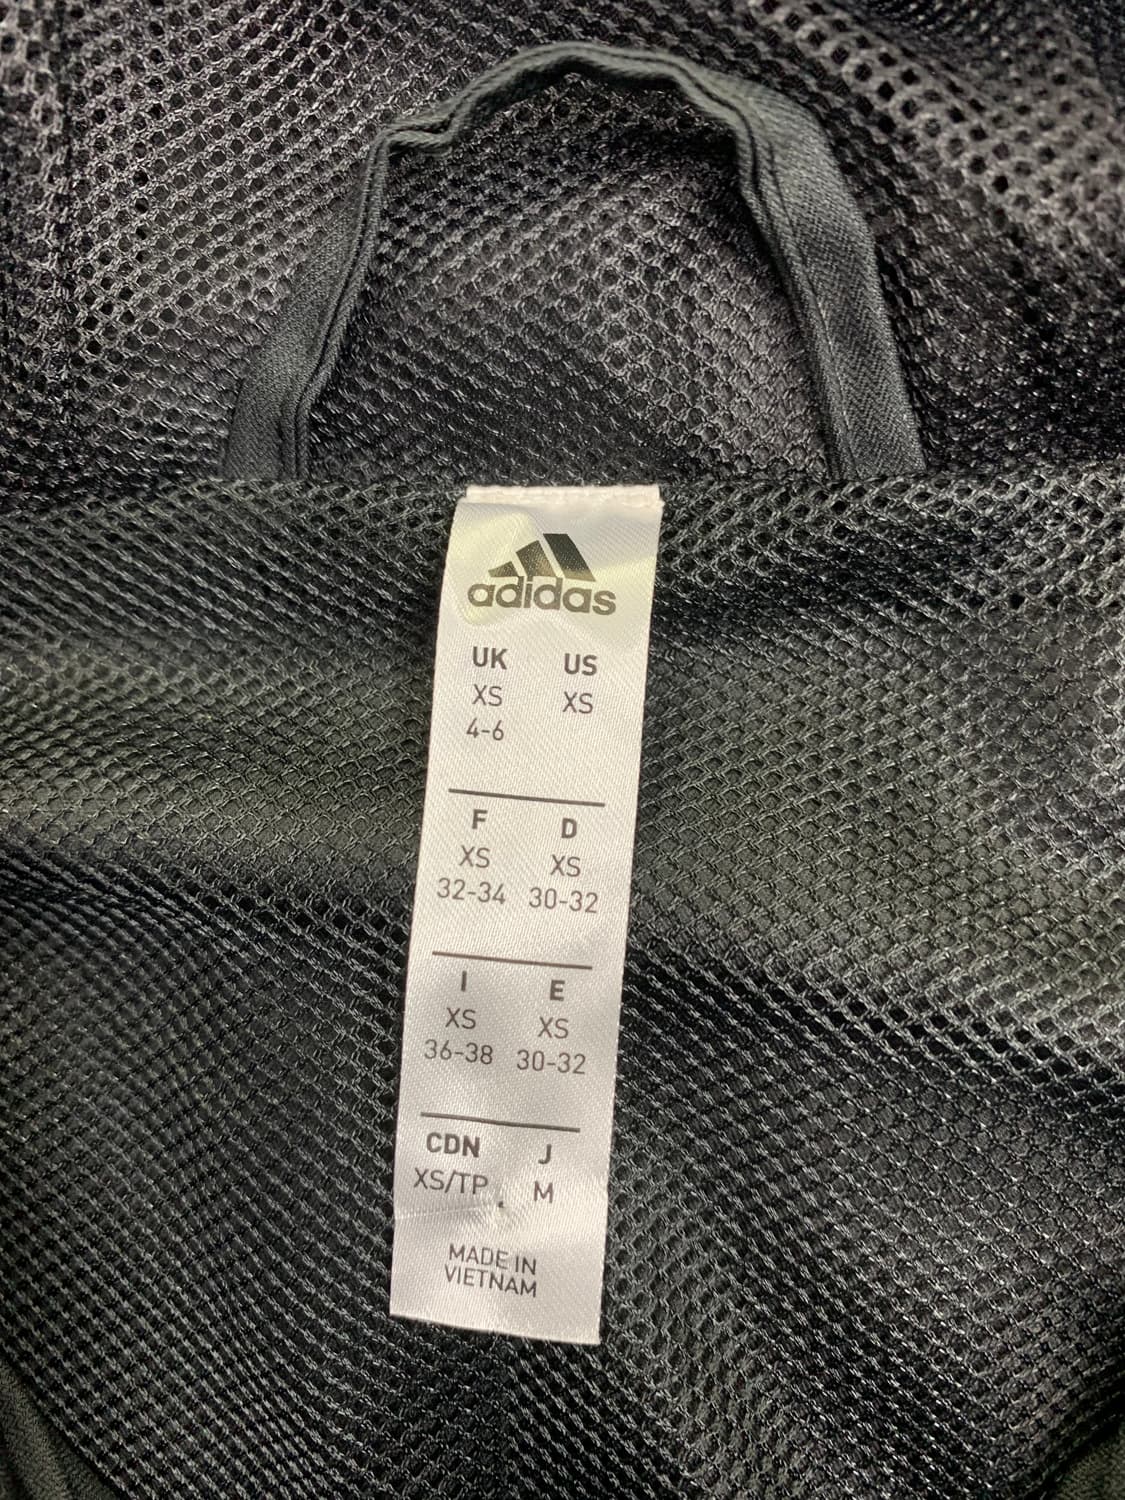 adidas
UK US
XS XS
4-6
F D
XS XS
32-34 30-32
I E
XS XS
36-38 30-32
CDN J
XS/TP M
MADE IN
VIETNAM